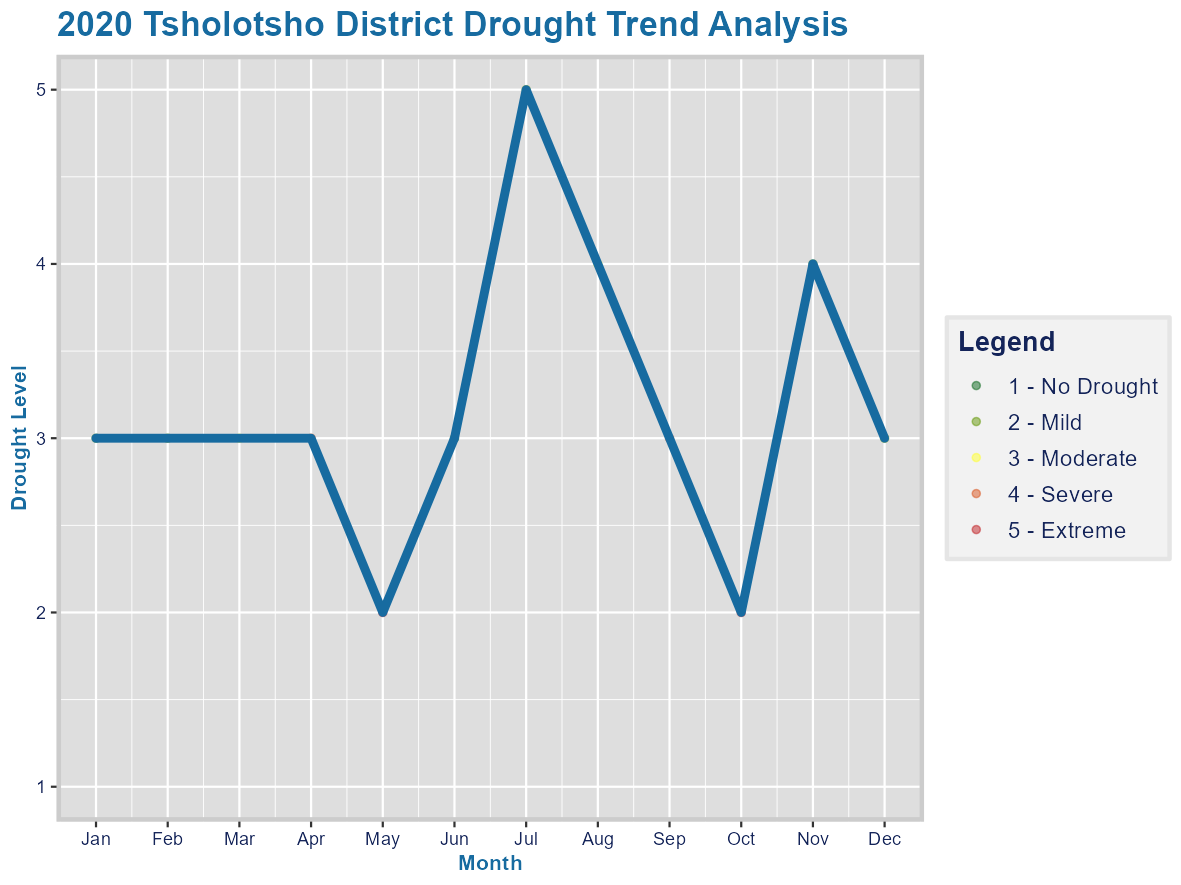 2020 Tsholotsho District Drought Trend Analysis
Drought Level
5
4
3
2
1
Jan Feb Mar Apr May Jun Jul Aug Sep Oct Nov Dec
Month
Legend
1 - No Drought
2 - Mild
3 - Moderate
4 - Severe
5 - Extreme